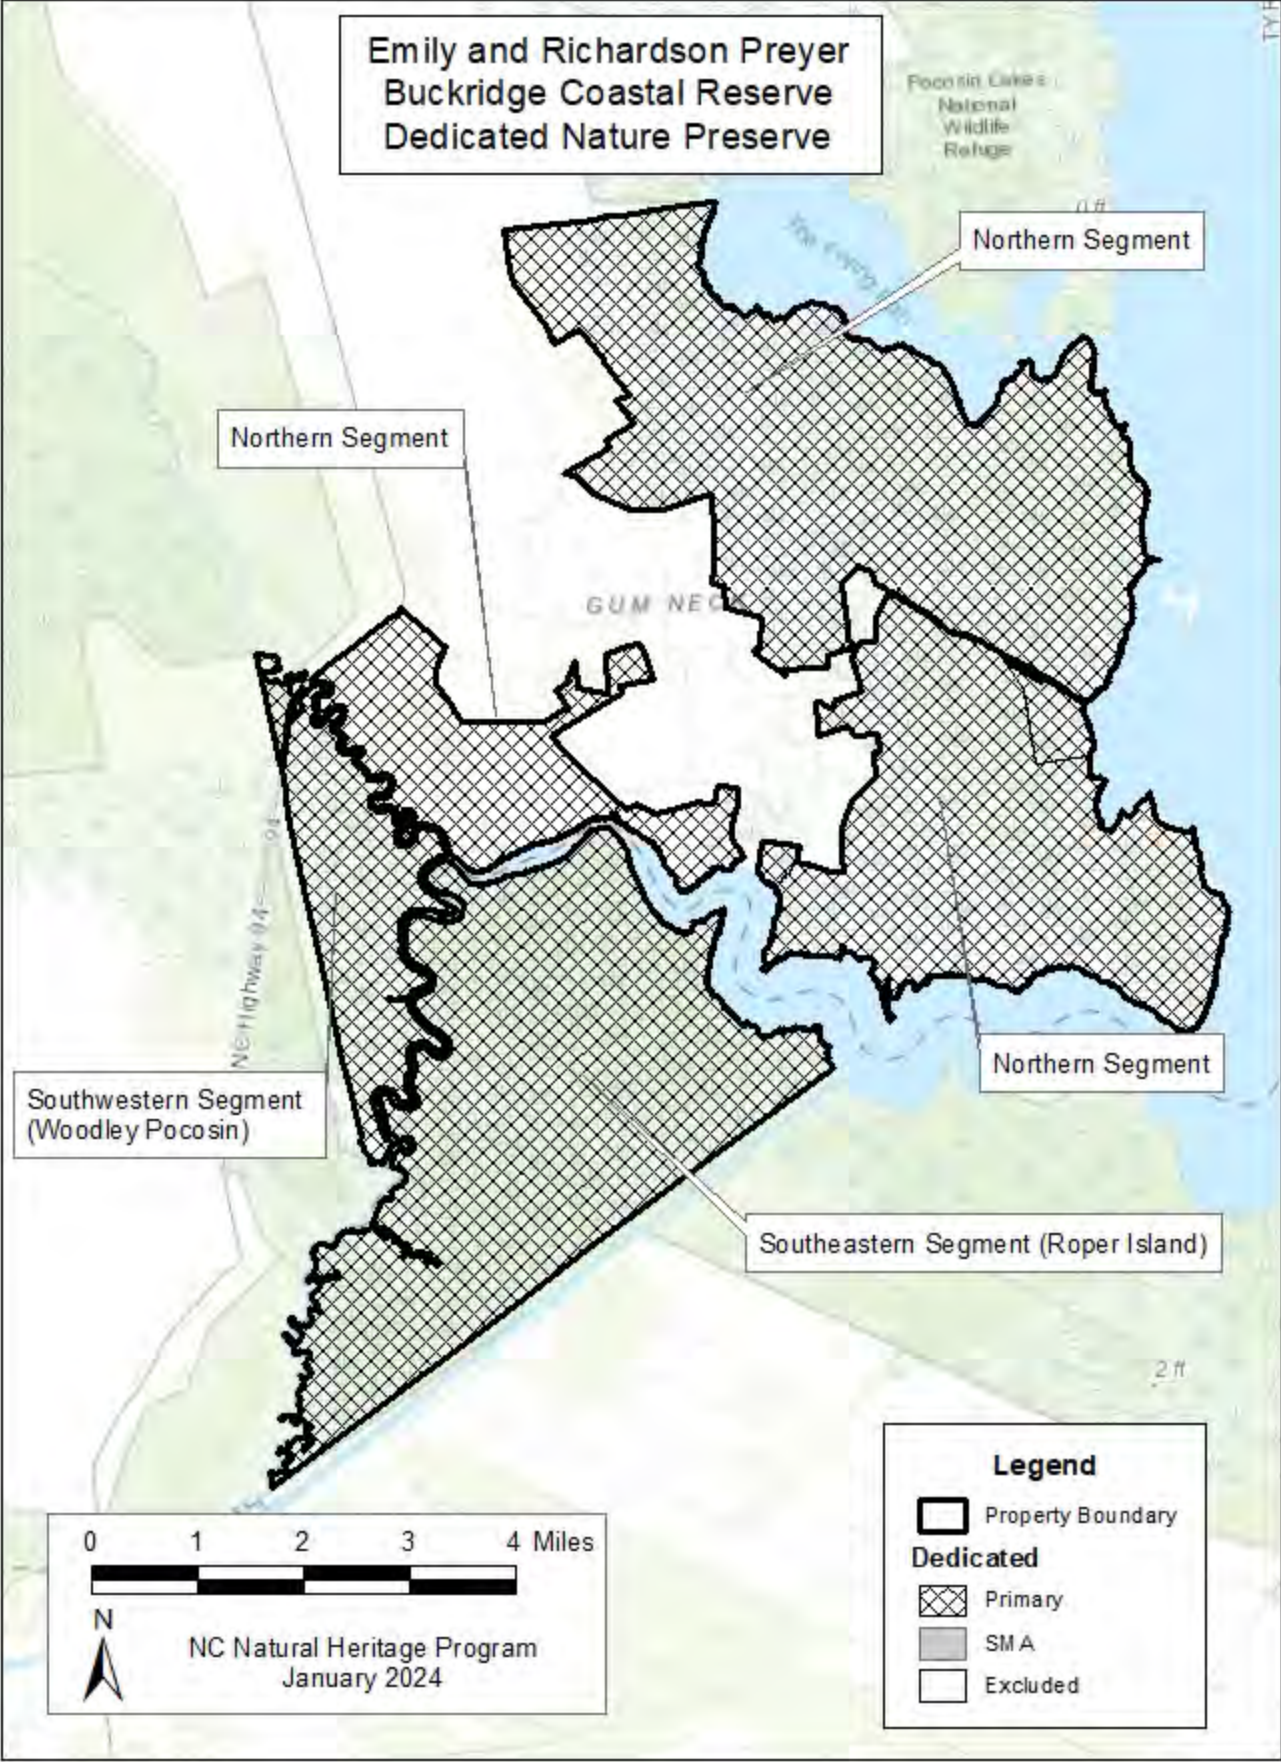 Emily and Richardson Preyer
Buckridge Coastal Reserve
Dedicated Nature Preserve
Pocosin Lakes
National
Wildlife
Refuge
0 ft
Northern Segment
Northern Segment
GUM NECK
94
NC Highway 94
Northern Segment
Southwestern Segment
(Woodley Pocosin)
Southeastern Segment (Roper Island)
2 ft
Legend
Property Boundary
Dedicated
Primary
SMA
Excluded
0 1 2 3 4 Miles
N
NC Natural Heritage Program
January 2024